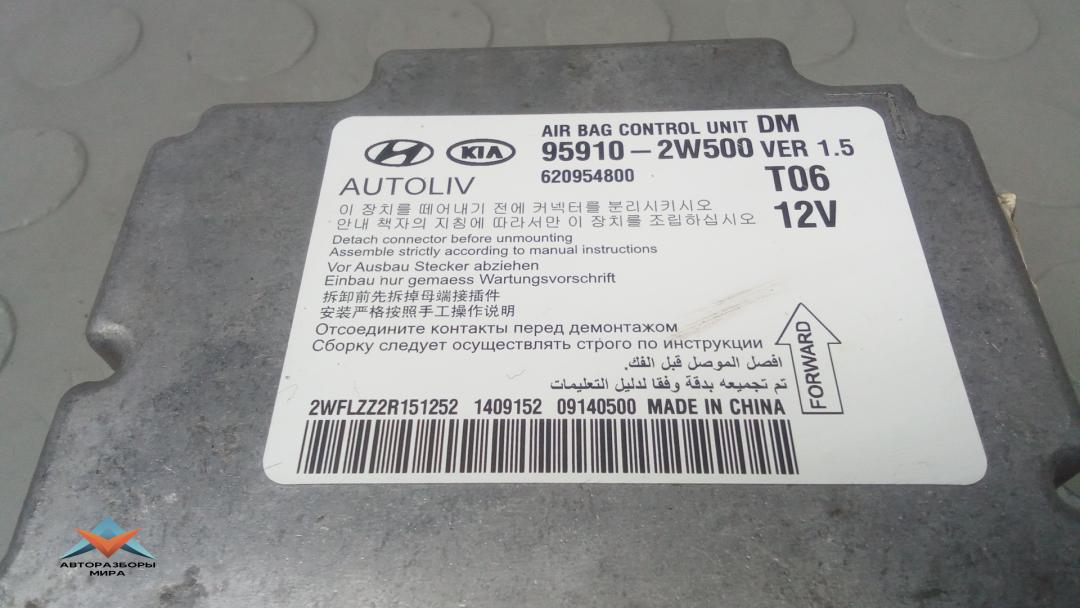 AIR BAG CONTROL UNIT DM
KIA
95910-2W500 VER 1.5
AUTOLIV
620954800
T06
이 장치를 떼어내기 전에 커넥터를 분리시키시오
안내 책자의 지침에 따라서만 이 장치를 조립하십시오
12V
Detach connector before unmounting
Assemble strictly according to manual instructions
Vor Ausbau Stecker abziehen
Einbau nur gemaess Wartungsvorschrift
拆卸前先拆掉母端接插件
安装严格按照手工操作说明
Отсоедините контакты перед демонтажом
Сборку следует осуществлять строго по инструкции
افصل الموصل قبل الفك.
تم تجميعه بدقة وفقا لدليل التعليمات
FORWARD
2WFLZZ2R151252 1409152 09140500 MADE IN CHINA
АВТОРАЗБОРЫ
МИРА